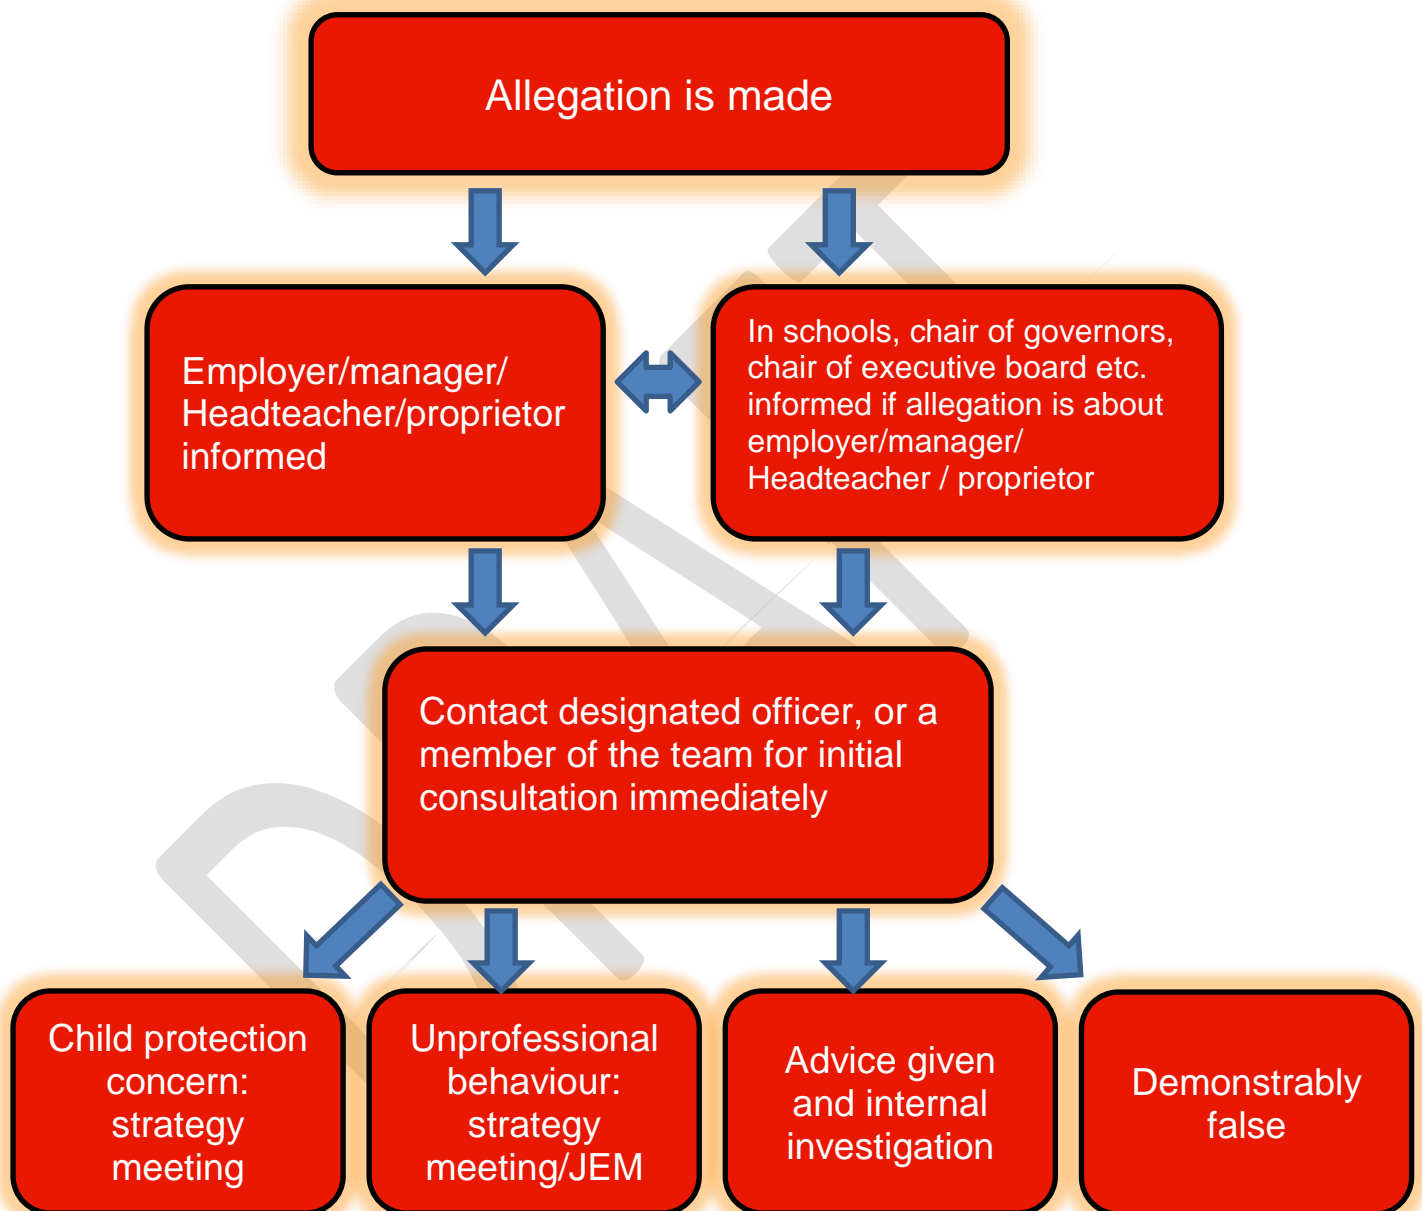 Allegation is made
Employer/manager/
Headteacher/proprietor
informed
In schools, chair of governors,
chair of executive board etc.
informed if allegation is about
employer/manager/
Headteacher / proprietor
Contact designated officer, or a
member of the team for initial
consultation immediately
Child protection
concern:
strategy
meeting
Unprofessional
behaviour:
strategy
meeting/JEM
Advice given
and internal
investigation
Demonstrably
false
DRAFT